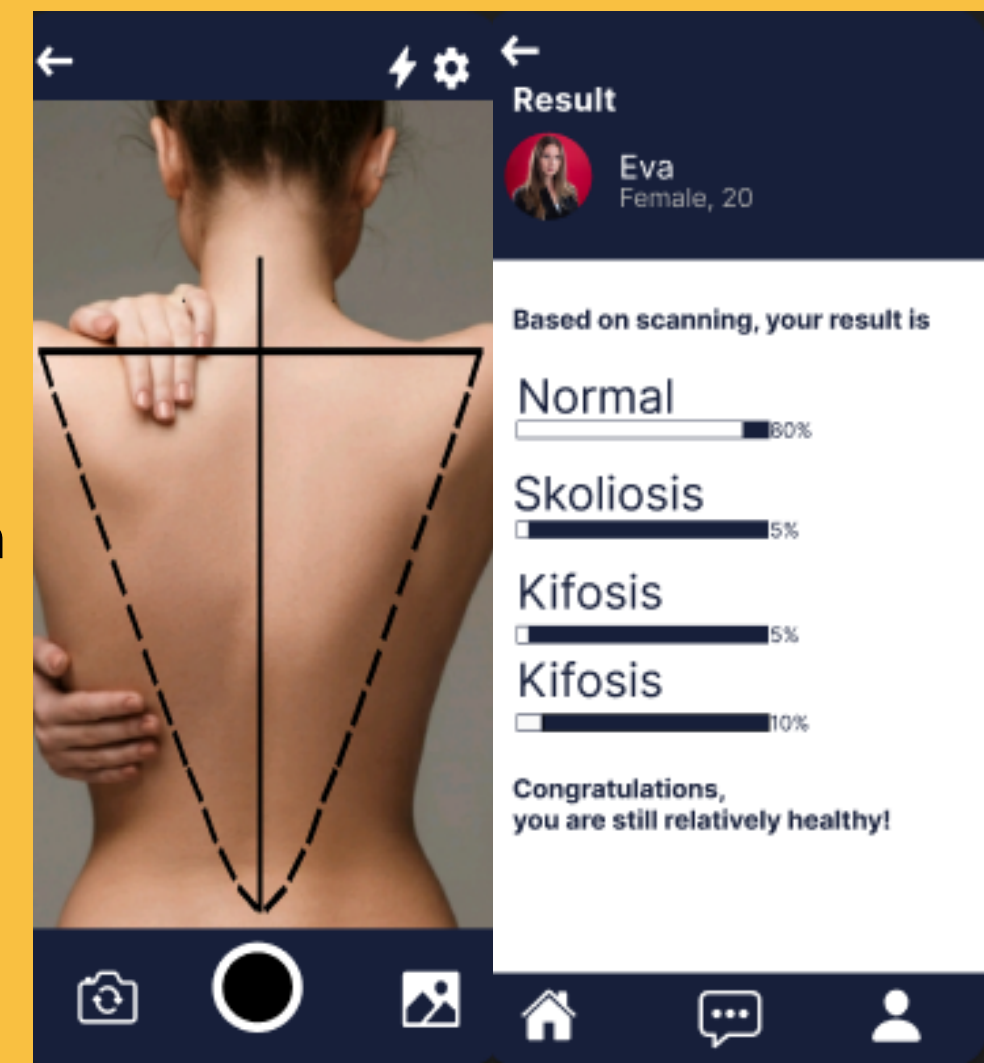 Result
Eva
Female, 20
Based on scanning, your result is
Normal
80%
Skoliosis
5%
Kifosis
5%
Kifosis
10%
Congratulations,
you are still relatively healthy!